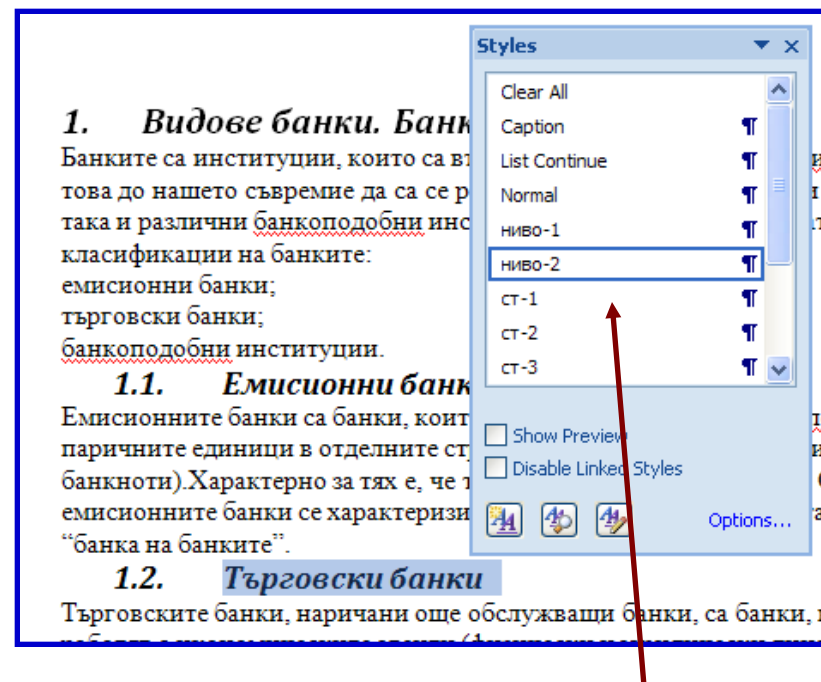 1. Видове банки. Банк
Банките са институции, които са въ
това до нашето съвремие да са се р
така и различни банкоподобни инс
класификации на банките:
емисионни банки;
търговски банки;
банкоподобни институции.
1.1. Емисионни банк
Емисионните банки са банки, коит
паричните единици в отделните ст
банкноти).Характерно за тях е, че т
емисионните банки се характеризи
“банка на банките”.
1.2. Търговски банки
Търговските банки, наричани още обслужващи банки, са банки,
Styles
Clear All
Caption
List Continue
Normal
ниво-1
ниво-2
ст-1
ст-2
ст-3
Show Preview
Disable Linked Styles
Options...